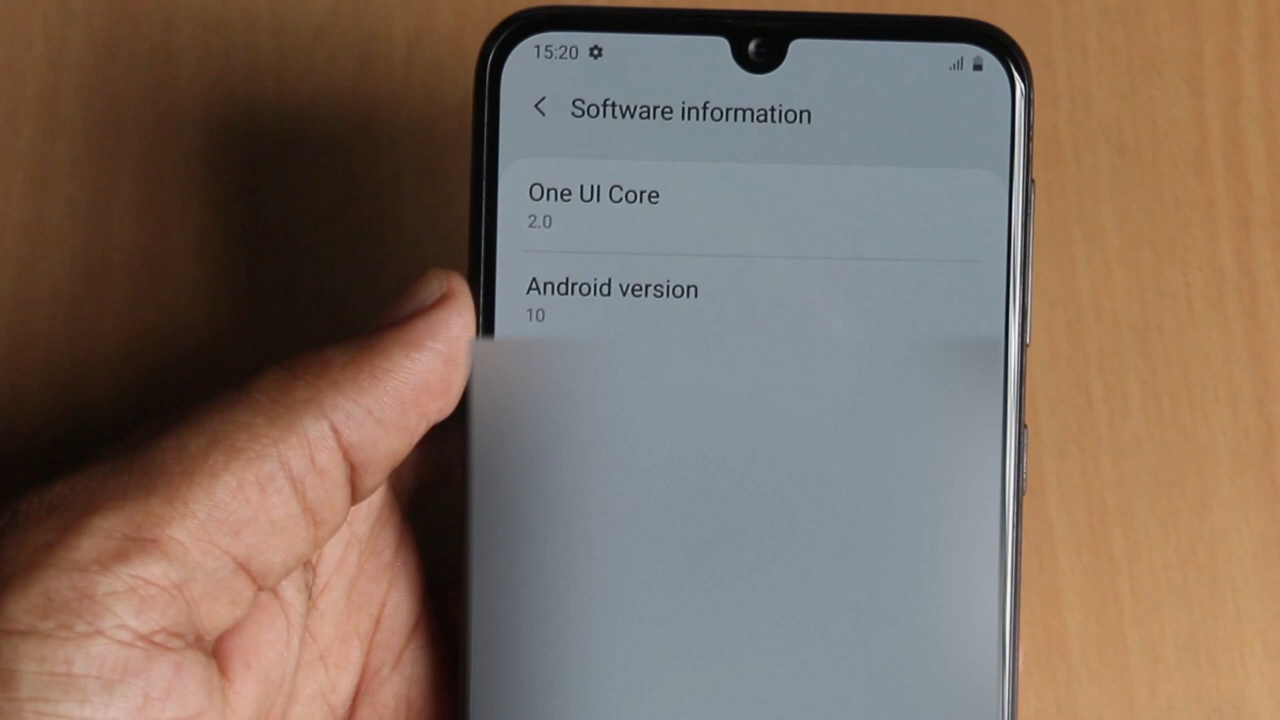 15:20
Software information
One UI Core
2.0
Android version
10